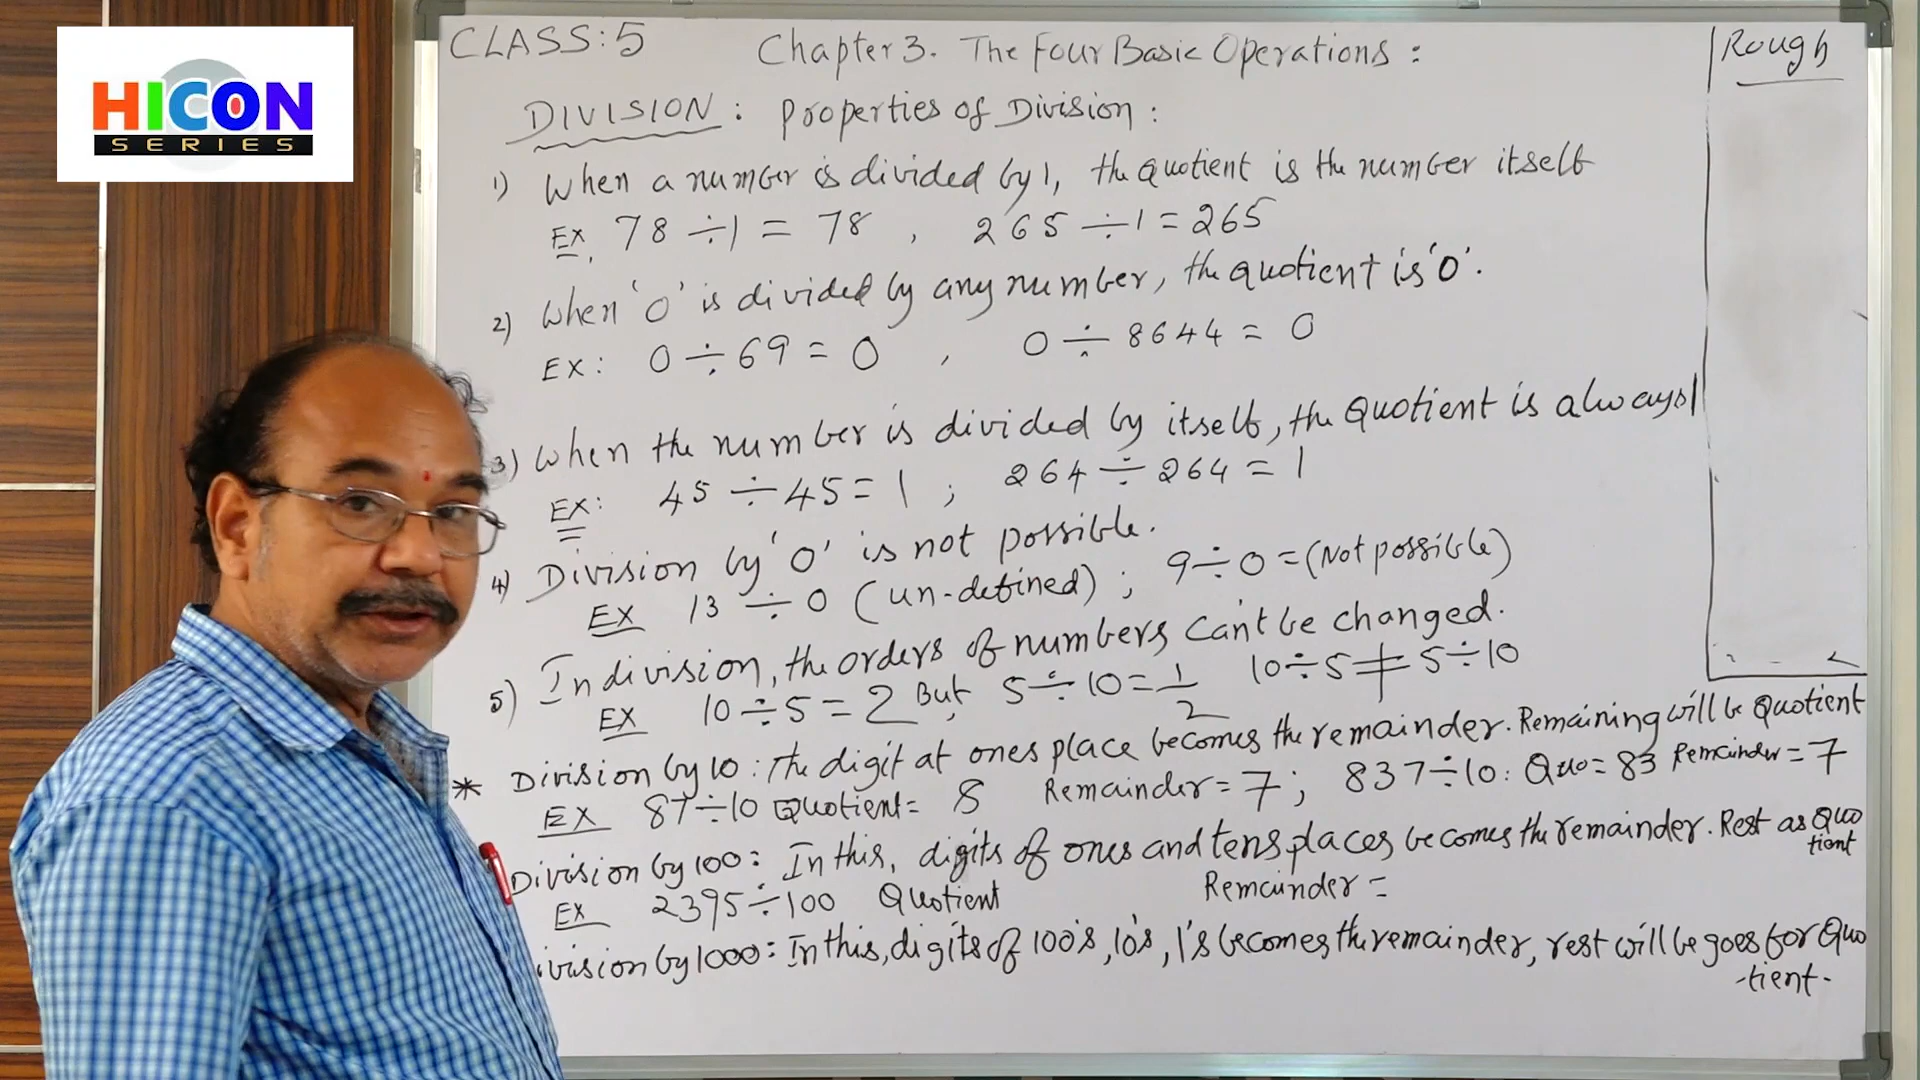 HICON
SERIES
CLASS: 5 Chapter 3. The Four Basic Operations :
Rough
DIVISION : Properties of Division :
1) When a number is divided by 1, the quotient is the number itself
Ex. 78 ÷ 1 = 78 , 265 ÷ 1 = 265
2) When '0' is divided by any number, the quotient is '0'.
EX : 0 ÷ 69 = 0 , 0 ÷ 8644 = 0
3) When the number is divided by itself, the Quotient is always 1
EX: 45 ÷ 45 = 1 ; 264 ÷ 264 = 1
4) Division by '0' is not possible.
EX 13 ÷ 0 (un-defined) ; 9 ÷ 0 = (Not possible)
5) In division, the orders of numbers can't be changed.
EX 10 ÷ 5 = 2 But, 5 ÷ 10 = 1/2 10 ÷ 5 ≠ 5 ÷ 10
* Division by 10 : the digit at ones place becomes the remainder. Remaining will be Quotient
EX 87 ÷ 10 Quotient = 8 Remainder = 7 ; 837 ÷ 10 : Quo = 83 Remainder = 7
Division by 100 : In this, digits of ones and tens places becomes the remainder. Rest as Quo
tient
EX 2395 ÷ 100 Quotient Remainder =
ivision by 1000 : In this, digits of 100's, 10's, 1's becomes the remainder, rest will be goes for Quo
-tient.